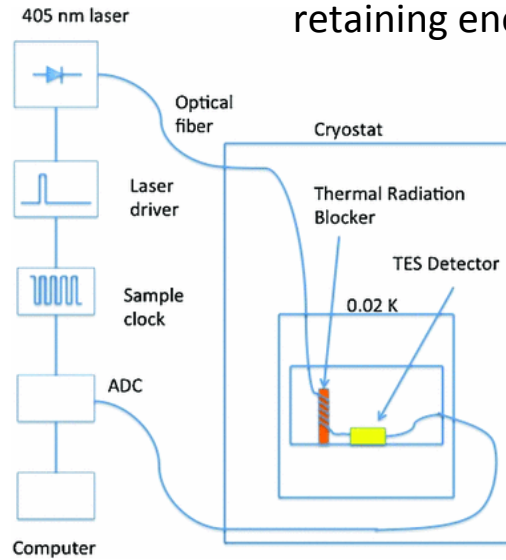 405 nm laser
retaining en
Optical
fiber
Cryostat
Laser
driver
Thermal Radiation
Blocker
TES Detector
Sample
clock
0.02 K
ADC
Computer